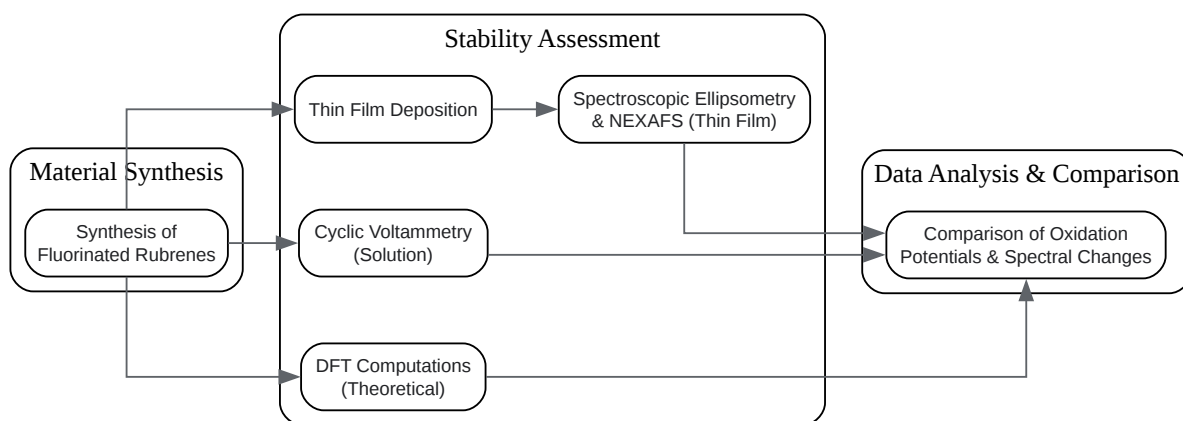 Stability Assessment
Thin Film Deposition
Spectroscopic Ellipsometry
& NEXAFS (Thin Film)
Material Synthesis
Synthesis of
Fluorinated Rubrenes
Cyclic Voltammetry
(Solution)
DFT Computations
(Theoretical)
Data Analysis & Comparison
Comparison of Oxidation
Potentials & Spectral Changes